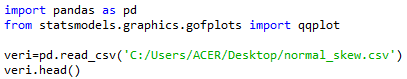 import pandas as pd
from statsmodels.graphics.gofplots import qqplot
veri=pd.read_csv('C:/Users/ACER/Desktop/normal_skew.csv')
veri.head()